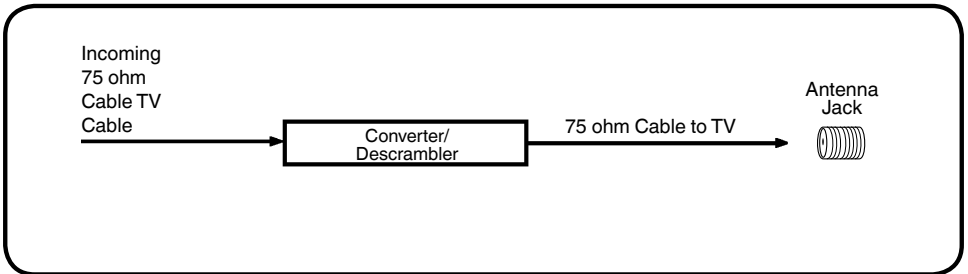 Incoming
75 ohm
Cable TV
Cable
Converter/
Descrambler
75 ohm Cable to TV
Antenna
Jack